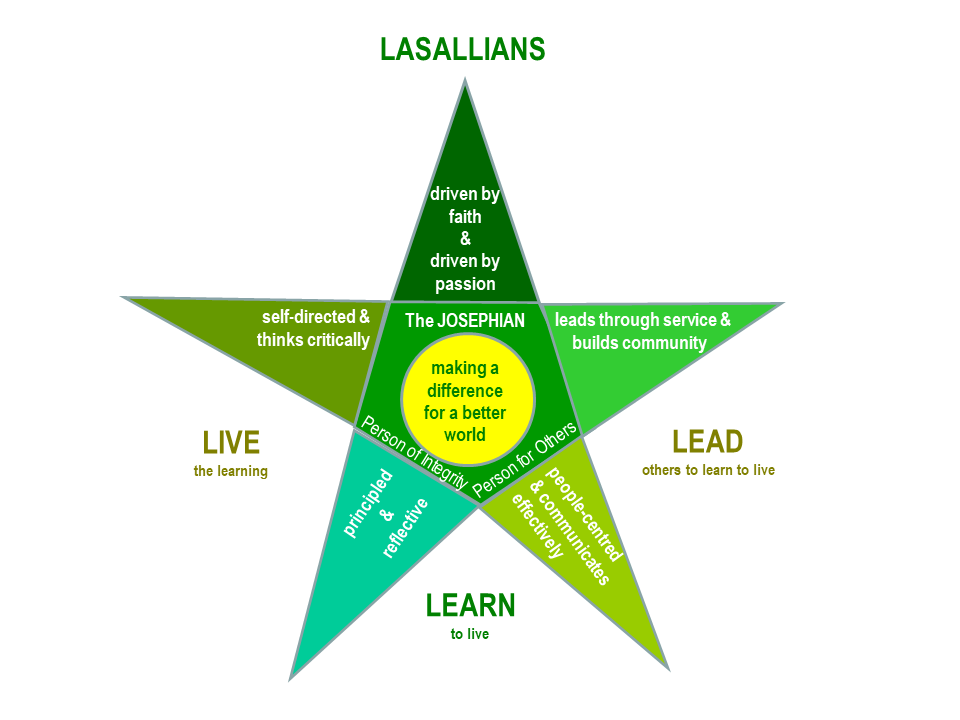 LASALLIANS
driven by
faith
&
driven by
passion
self-directed &
thinks critically
The JOSEPHIAN
leads through service &
builds community
making a
difference
for a better
world
Person of Integrity
Person for Others
LIVE
the learning
LEAD
others to learn to live
principled
&
reflective
people-centred
& communicates
effectively
LEARN
to live